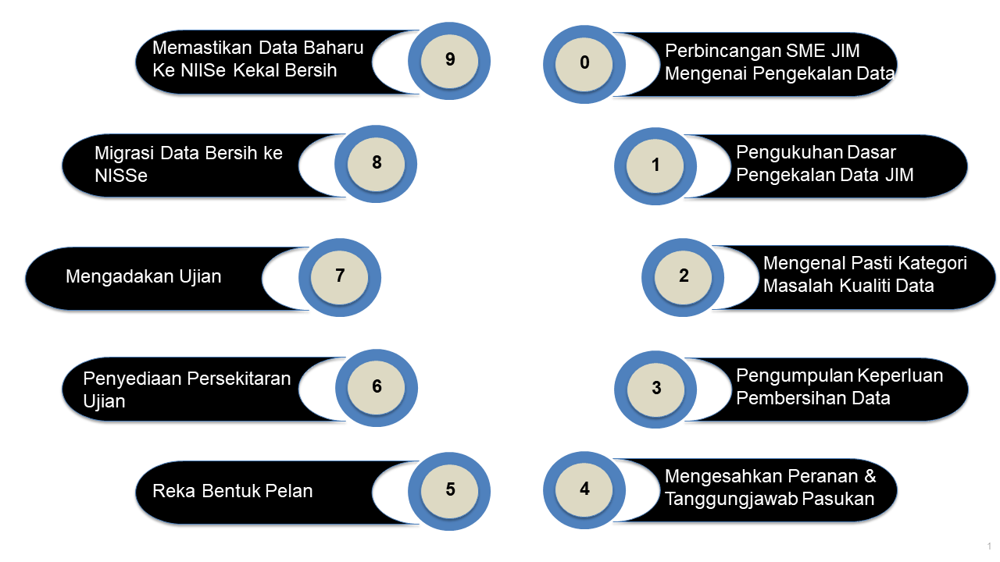 Memastikan Data Baharu
Ke NIISe Kekal Bersih
9
0
Perbincangan SME JIM
Mengenai Pengekalan Data
Migrasi Data Bersih ke
NISSe
8
1
Pengukuhan Dasar
Pengekalan Data JIM
Mengadakan Ujian
7
2
Mengenal Pasti Kategori
Masalah Kualiti Data
Penyediaan Persekitaran
Ujian
6
3
Pengumpulan Keperluan
Pembersihan Data
Reka Bentuk Pelan
5
4
Mengesahkan Peranan &
Tanggungjawab Pasukan
1